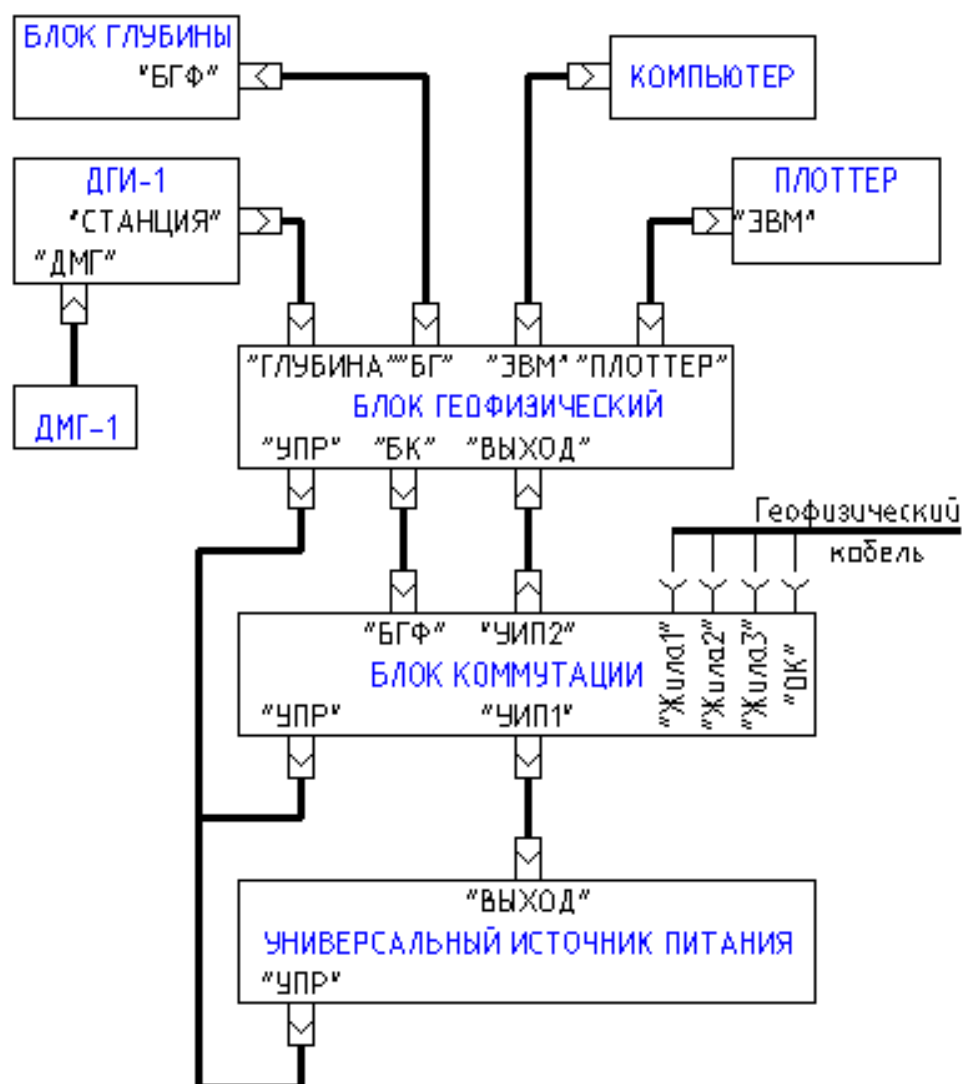 БЛОК ГЛУБИНЫ
"БГФ"
КОМПЬЮТЕР
ДГИ-1
"СТАНЦИЯ"
"ДМГ"
ПЛОТТЕР
"ЭВМ"
ДМГ-1
"ГЛУБИНА" "БГ" "ЭВМ" "ПЛОТТЕР"
БЛОК ГЕОФИЗИЧЕСКИЙ
"УПР" "БК" "ВЫХОД"
Геофизический
кабель
"БГФ" "УИП2"
БЛОК КОММУТАЦИИ
"УПР" "УИП1"
"Жила1"
"Жила2"
"Жила3"
"ОК"
"ВЫХОД"
УНИВЕРСАЛЬНЫЙ ИСТОЧНИК ПИТАНИЯ
"УПР"